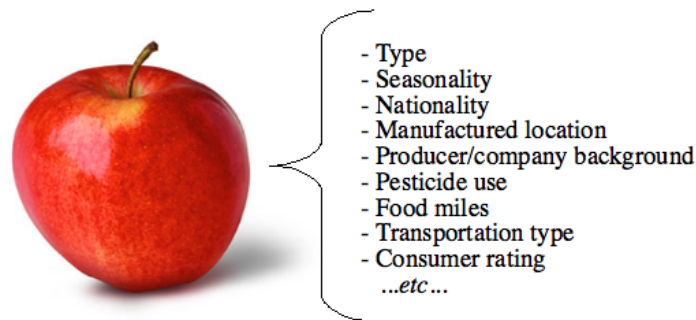 - Type
- Seasonality
- Nationality
- Manufactured location
- Producer/company background
- Pesticide use
- Food miles
- Transportation type
- Consumer rating
...etc...